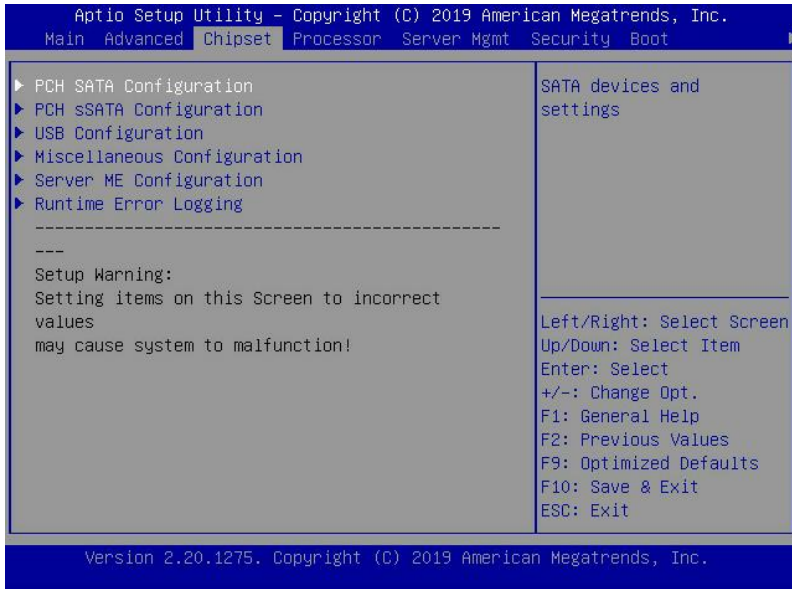 Aptio Setup Utility – Copyright (C) 2019 American Megatrends, Inc.
Main Advanced Chipset Processor Server Mgmt Security Boot
PCH SATA Configuration
PCH sSATA Configuration
USB Configuration
Miscellaneous Configuration
Server ME Configuration
Runtime Error Logging
-----------------------------------------------
---
Setup Warning:
Setting items on this Screen to incorrect
values
may cause system to malfunction!
SATA devices and
settings
Left/Right: Select Screen
Up/Down: Select Item
Enter: Select
+/-: Change Opt.
F1: General Help
F2: Previous Values
F9: Optimized Defaults
F10: Save & Exit
ESC: Exit
Version 2.20.1275. Copyright (C) 2019 American Megatrends, Inc.